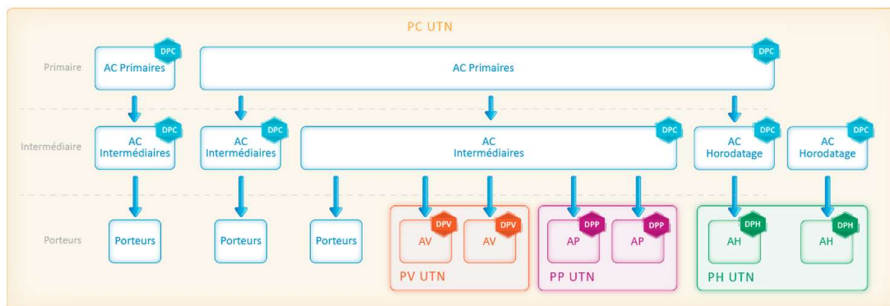 PC UTN
DPC
DPC
Primaire
AC Primaires
AC Primaires
DPC
DPC
DPC
DPC
DPC
Intermédiaire
AC
Intermédiaires
AC
Intermédiaires
AC
Intermédiaires
AC
Horodatage
AC
Horodatage
DPV
DPV
DPP
DPP
DPH
DPH
Porteurs
Porteurs
Porteurs
Porteurs
AV
AV
AP
AP
AH
AH
PV UTN
PP UTN
PH UTN